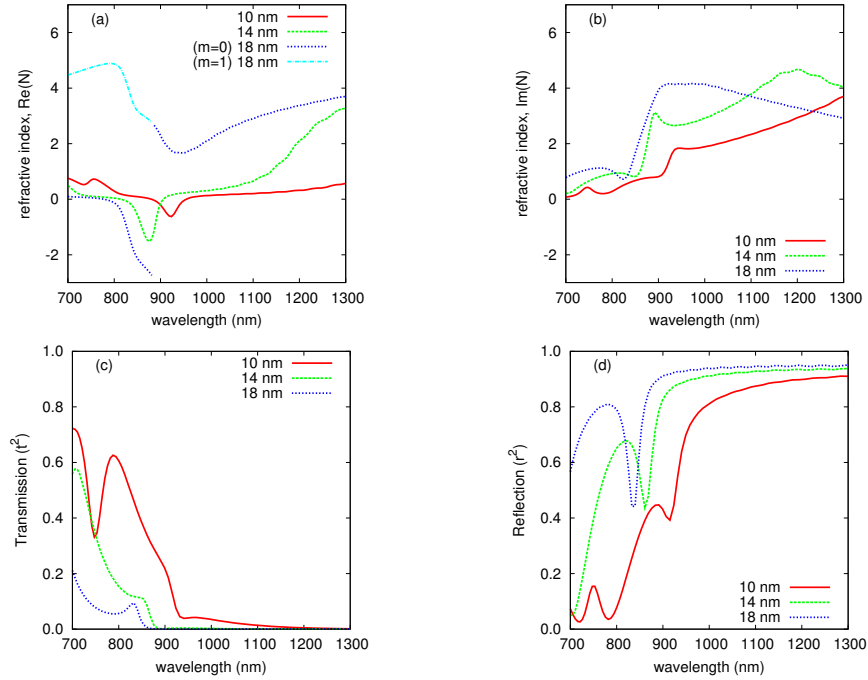 (a)
10 nm
14 nm
(m=0) 18 nm
(m=1) 18 nm
refractive index, Re(N)
6
4
2
0
-2
700 800 900 1000 1100 1200 1300
wavelength (nm)
(b)
refractive index, Im(N)
6
4
2
0
-2
10 nm
14 nm
18 nm
700 800 900 1000 1100 1200 1300
wavelength (nm)
(c)
10 nm
14 nm
18 nm
Transmission (t²)
1.0
0.8
0.6
0.4
0.2
0.0
700 800 900 1000 1100 1200 1300
wavelength (nm)
(d)
Reflection (r²)
1.0
0.8
0.6
0.4
0.2
0.0
10 nm
14 nm
18 nm
700 800 900 1000 1100 1200 1300
wavelength (nm)